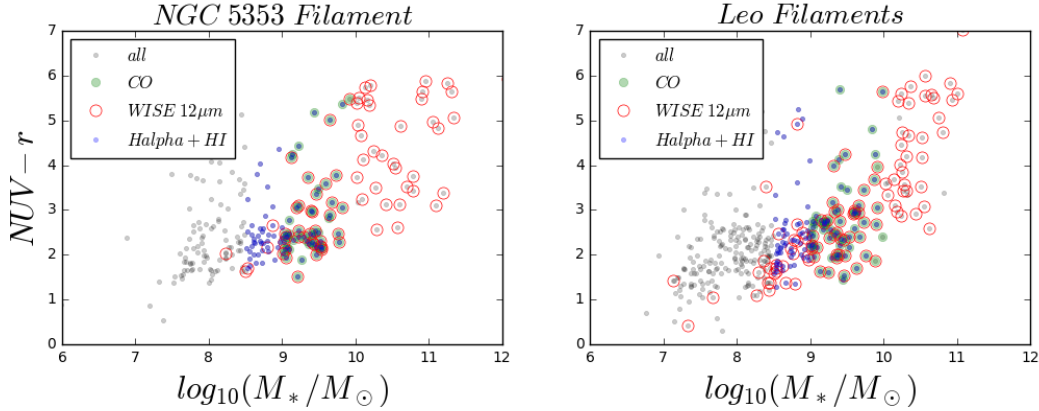 NGC 5353 Filament
Leo Filaments
7
6
5
4
3
2
1
0
NUV−r
all
CO
WISE 12μm
Halpha+HI
6 7 8 9 10 11 12
log₁₀(M*/M⊙)
7
6
5
4
3
2
1
0
all
CO
WISE 12μm
Halpha+HI
6 7 8 9 10 11 12
log₁₀(M*/M⊙)